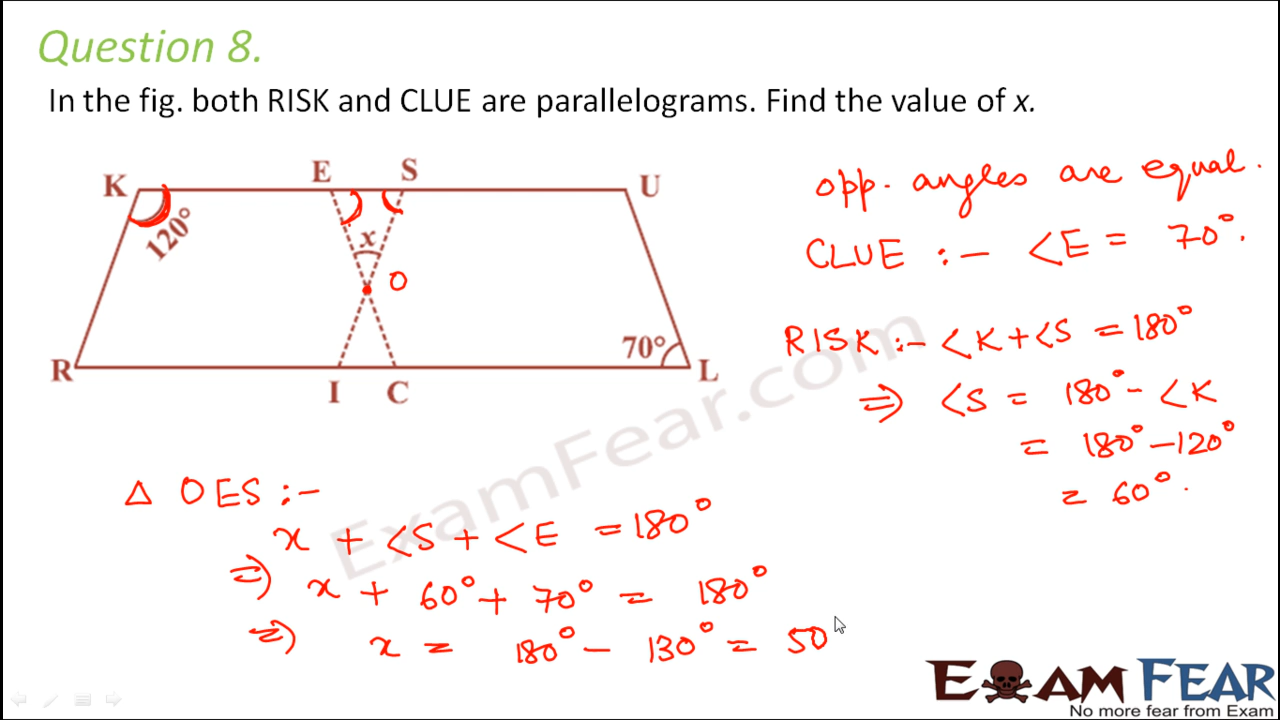 Question 8.
In the fig. both RISK and CLUE are parallelograms. Find the value of x.
K E S U
120°
x
O
70°
R I C L
opp. angles are equal.
CLUE :- <E = 70°.
RISK :- <K+<S = 180°
=> <S = 180° - <K
= 180° - 120°
= 60°.
Δ OES :-
x + <S + <E = 180°
=> x + 60° + 70° = 180°
=> x = 180° - 130° = 50
ExamFear.com
EXAM FEAR
No more fear from Exam